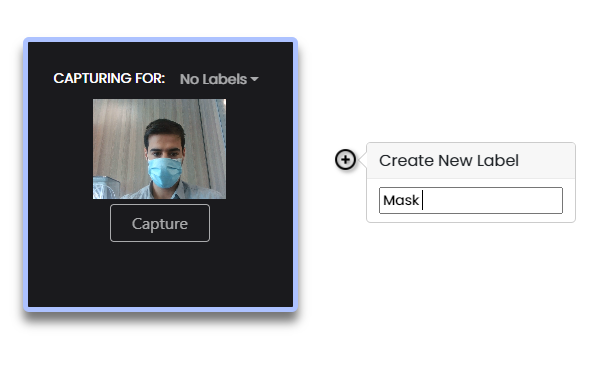 CAPTURING FOR: No Labels
Capture
Create New Label
Mask